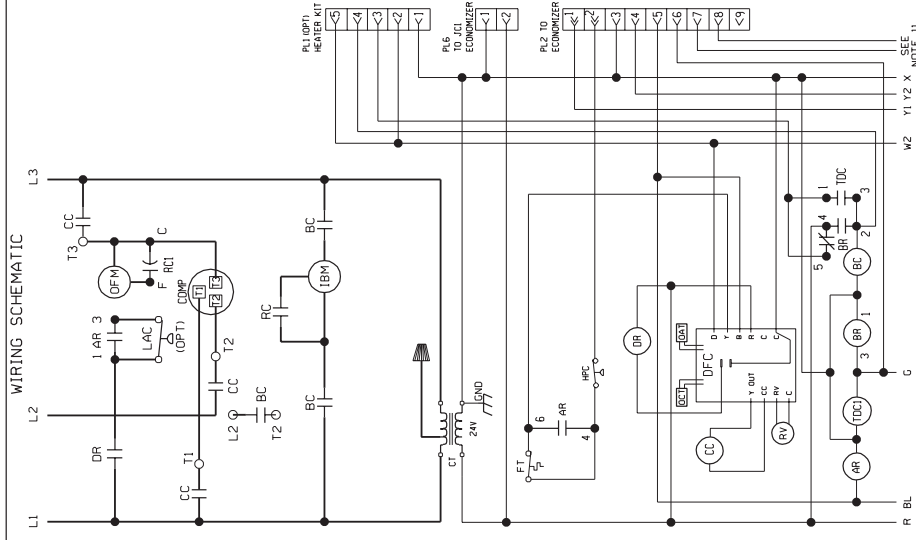 WIRING SCHEMATIC
L1
L2
L3
DR
1 AR 3
LAC
(OPT)
OFM
F
RC1
C
T3
CC
COMP
T1
T2
T3
T2
CC
T1
CC
L2
BC
T2
BC
RC
IBM
BC
CT
24V
GND
FT
6
AR
4
HPC
DR
OCT
OAT
DFC
Y OUT
CC
RV
C
D
Y
B
R
C
C
CC
RV
AR
TDC1
3
BR
1
BC
2
5
BR
4
1
TDC
3
PL1(OPT)
HEATER KIT
5
4
3
2
1
PL6
TO JC1
ECONOMIZER
1
2
PL2 TO
ECONOMIZER
1
2
3
4
5
6
7
8
9
R
BL
G
W2
Y1
Y2
X
SEE
NOTE 11